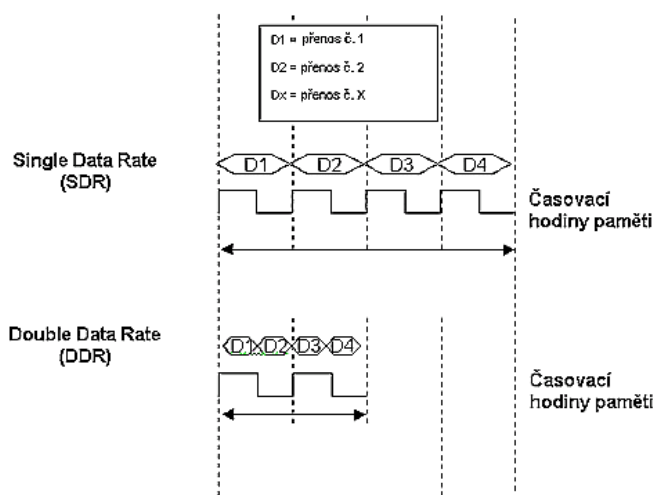 D1 = přenos č. 1
D2 = přenos č. 2
Dx = přenos č. X
Single Data Rate
(SDR)
D1 D2 D3 D4
Časovací
hodiny paměti
Double Data Rate
(DDR)
D1 D2 D3 D4
Časovací
hodiny paměti